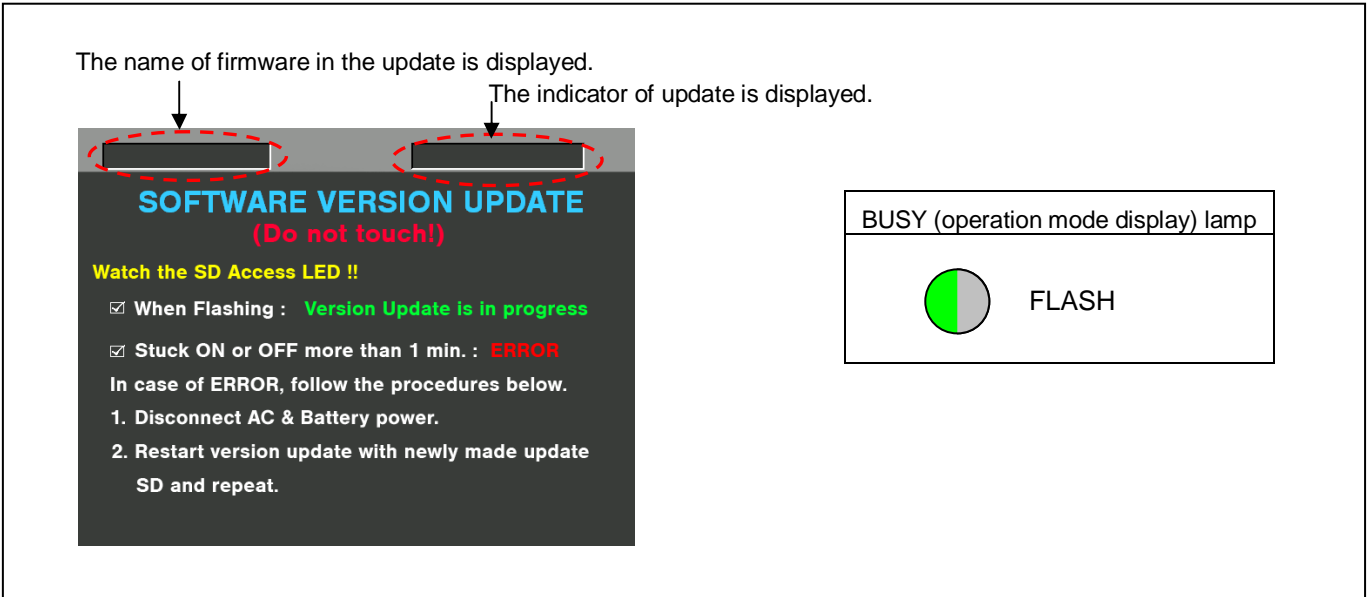 The name of firmware in the update is displayed.
The indicator of update is displayed.
SOFTWARE VERSION UPDATE
(Do not touch!)
Watch the SD Access LED !!
☑ When Flashing : Version Update is in progress
☑ Stuck ON or OFF more than 1 min. : ERROR
In case of ERROR, follow the procedures below.
1. Disconnect AC & Battery power.
2. Restart version update with newly made update
SD and repeat.
BUSY (operation mode display) lamp
FLASH